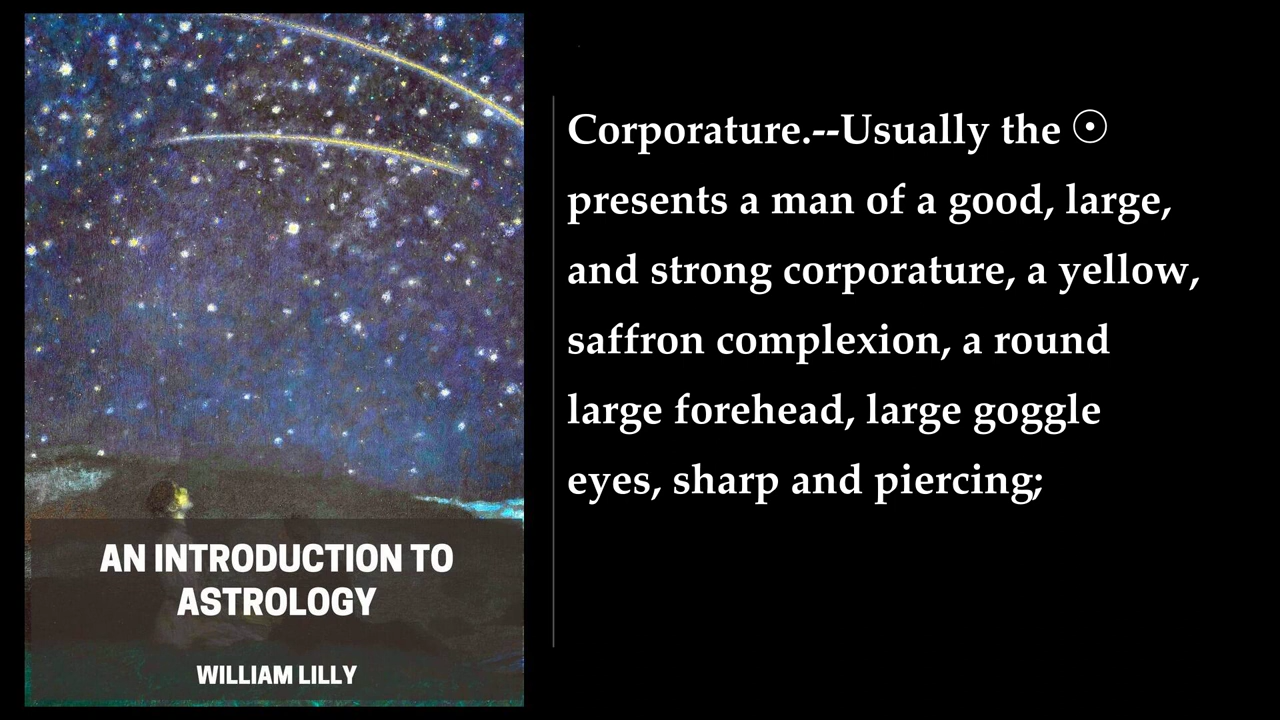 AN INTRODUCTION TO
ASTROLOGY
WILLIAM LILLY
Corporature.--Usually the ☉
presents a man of a good, large,
and strong corporature, a yellow,
saffron complexion, a round
large forehead, large goggle
eyes, sharp and piercing;